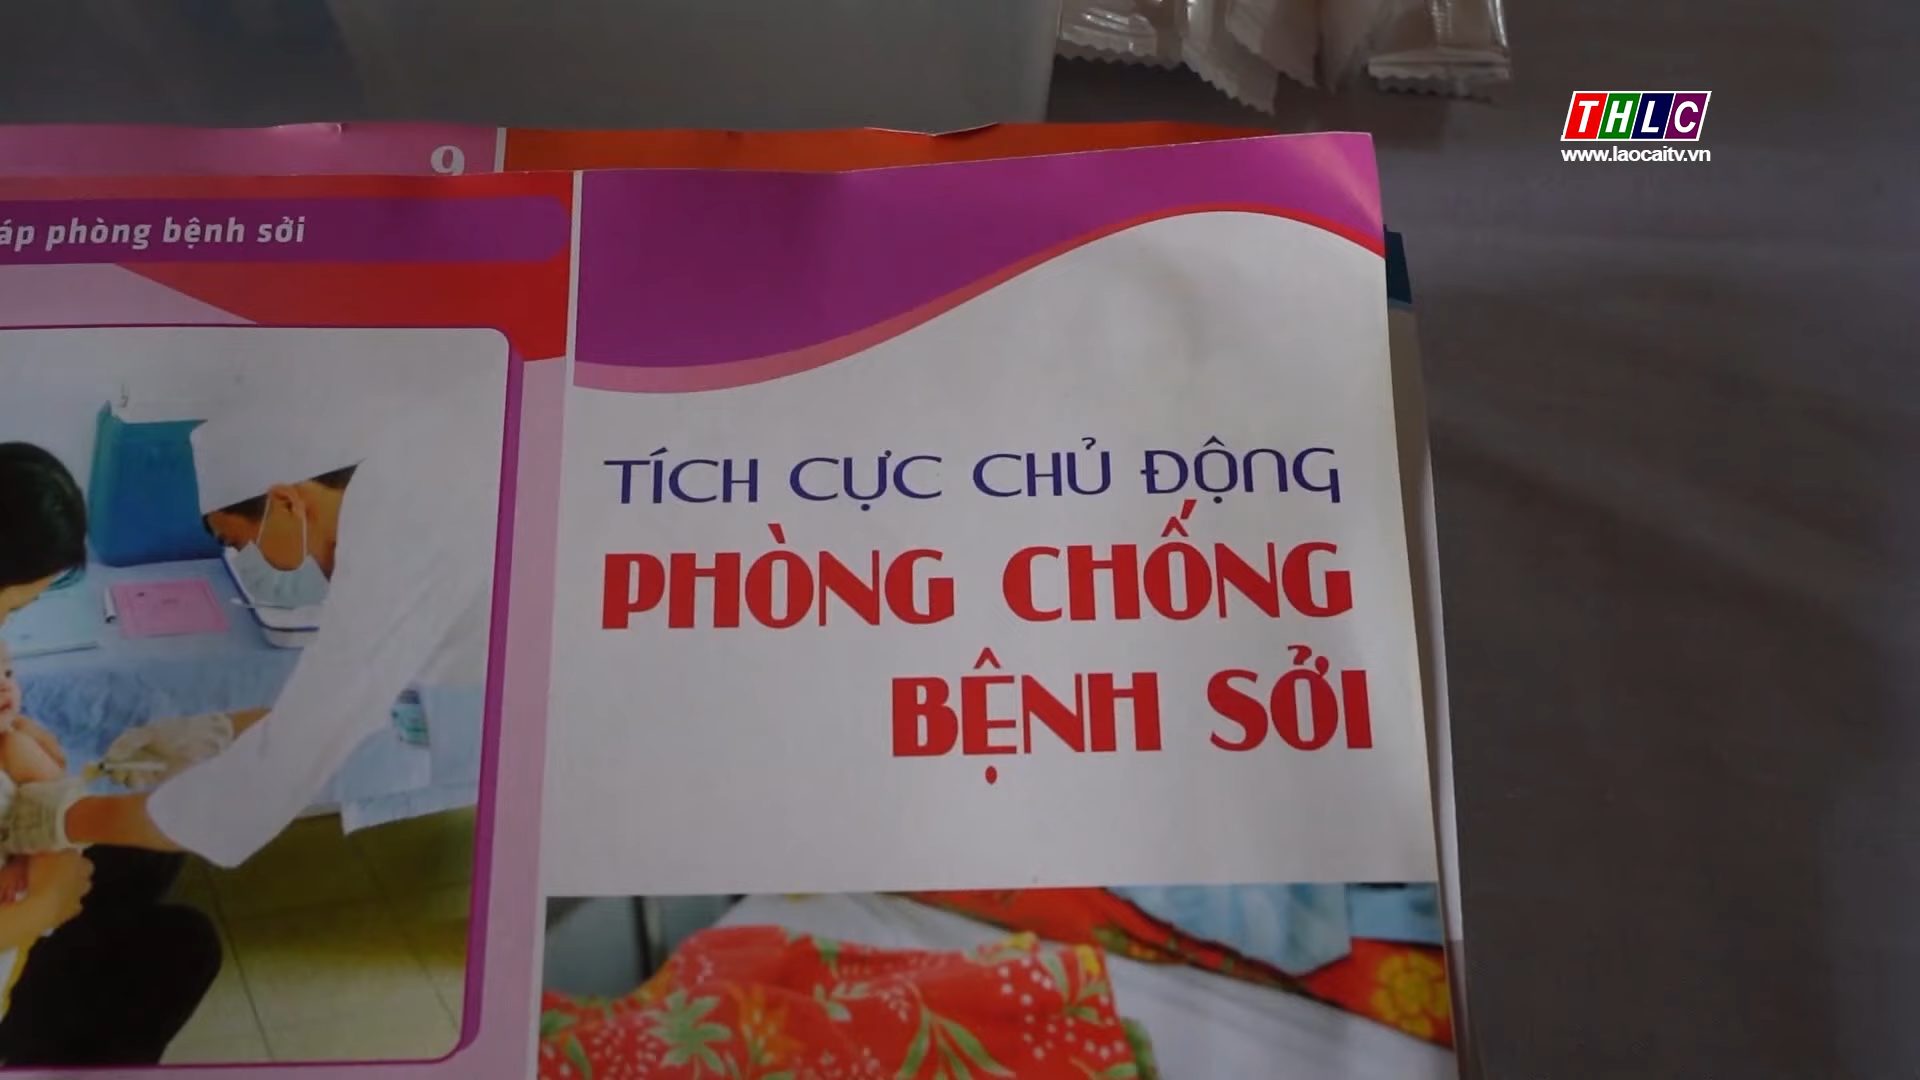 THLC
www.laocaitv.vn
9
áp phòng bệnh sởi
TÍCH CỰC CHỦ ĐỘNG
PHÒNG CHỐNG
BỆNH SỞI